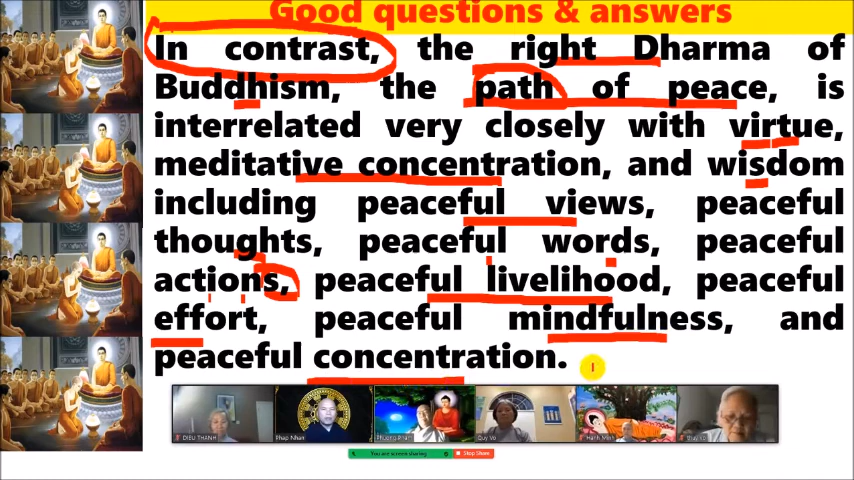 Good questions & answers
In contrast, the right Dharma of
Buddhism, the path of peace, is
interrelated very closely with virtue,
meditative concentration, and wisdom
including peaceful views, peaceful
thoughts, peaceful words, peaceful
actions, peaceful livelihood, peaceful
effort, peaceful mindfulness, and
peaceful concentration.
DIEU THANH
Phap Nhan
Quy Vo
Hanh Minh
You are screen sharing
Stop Share